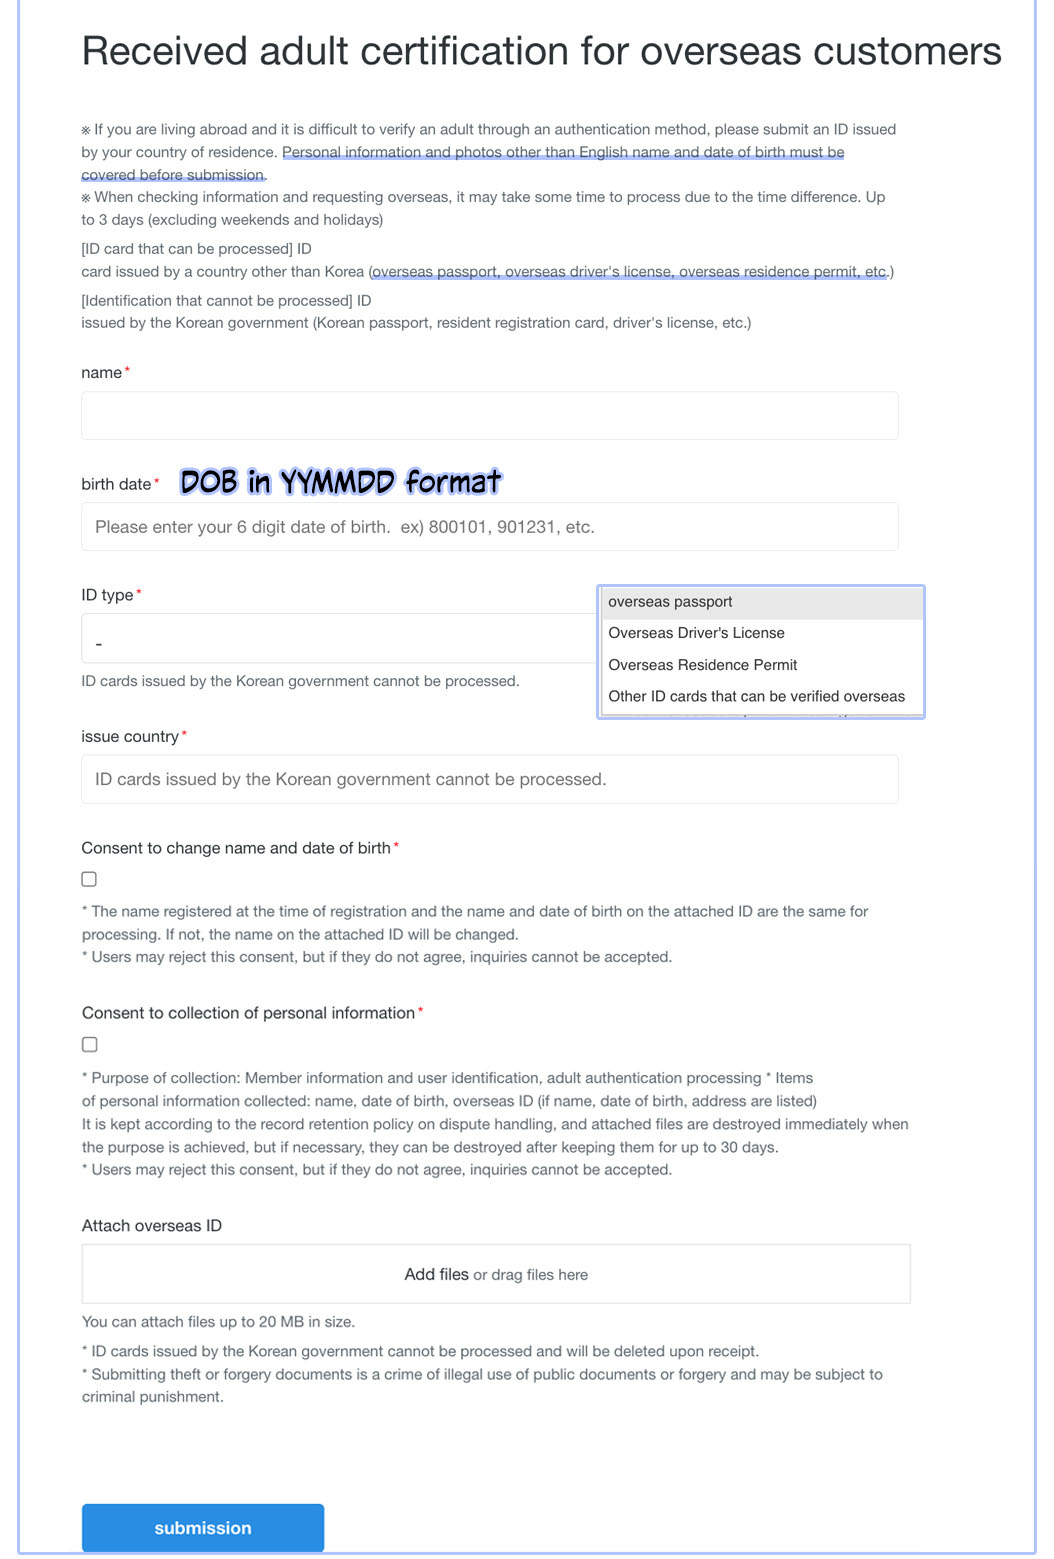 Received adult certification for overseas customers
※ If you are living abroad and it is difficult to verify an adult through an authentication method, please submit an ID issued
by your country of residence. Personal information and photos other than English name and date of birth must be
covered before submission.
※ When checking information and requesting overseas, it may take some time to process due to the time difference. Up
to 3 days (excluding weekends and holidays)
[ID card that can be processed] ID
card issued by a country other than Korea (overseas passport, overseas driver's license, overseas residence permit, etc.)
[Identification that cannot be processed] ID
issued by the Korean government (Korean passport, resident registration card, driver's license, etc.)
name*
birth date* DOB in YYMMDD format
Please enter your 6 digit date of birth. ex) 800101, 901231, etc.
ID type*
-
overseas passport
Overseas Driver's License
Overseas Residence Permit
Other ID cards that can be verified overseas
ID cards issued by the Korean government cannot be processed.
issue country*
ID cards issued by the Korean government cannot be processed.
Consent to change name and date of birth*
* The name registered at the time of registration and the name and date of birth on the attached ID are the same for
processing. If not, the name on the attached ID will be changed.
* Users may reject this consent, but if they do not agree, inquiries cannot be accepted.
Consent to collection of personal information*
* Purpose of collection: Member information and user identification, adult authentication processing * Items
of personal information collected: name, date of birth, overseas ID (if name, date of birth, address are listed)
It is kept according to the record retention policy on dispute handling, and attached files are destroyed immediately when
the purpose is achieved, but if necessary, they can be destroyed after keeping them for up to 30 days.
* Users may reject this consent, but if they do not agree, inquiries cannot be accepted.
Attach overseas ID
Add files or drag files here
You can attach files up to 20 MB in size.
* ID cards issued by the Korean government cannot be processed and will be deleted upon receipt.
* Submitting theft or forgery documents is a crime of illegal use of public documents or forgery and may be subject to
criminal punishment.
submission